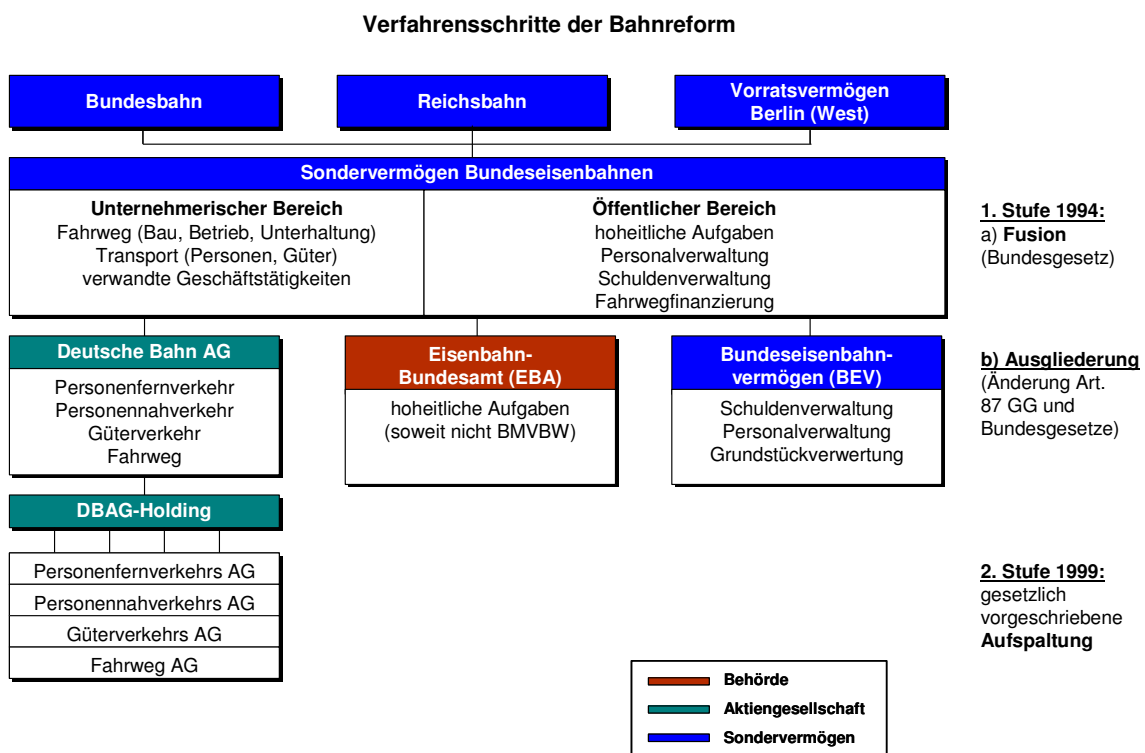 Verfahrensschritte der Bahnreform
Bundesbahn
Reichsbahn
Vorratsvermögen
Berlin (West)
Sondervermögen Bundeseisenbahnen
Unternehmerischer Bereich
Fahrweg (Bau, Betrieb, Unterhaltung)
Transport (Personen, Güter)
verwandte Geschäftstätigkeiten
Öffentlicher Bereich
hoheitliche Aufgaben
Personalverwaltung
Schuldenverwaltung
Fahrwegfinanzierung
1. Stufe 1994:
a) Fusion
(Bundesgesetz)
Deutsche Bahn AG
Personenfernverkehr
Personennahverkehr
Güterverkehr
Fahrweg
Eisenbahn-
Bundesamt (EBA)
hoheitliche Aufgaben
(soweit nicht BMVBW)
Bundeseisenbahn-
vermögen (BEV)
Schuldenverwaltung
Personalverwaltung
Grundstückverwertung
b) Ausgliederung
(Änderung Art.
87 GG und
Bundesgesetze)
DBAG-Holding
Personenfernverkehrs AG
Personennahverkehrs AG
Güterverkehrs AG
Fahrweg AG
2. Stufe 1999:
gesetzlich
vorgeschriebene
Aufspaltung
Behörde
Aktiengesellschaft
Sondervermögen